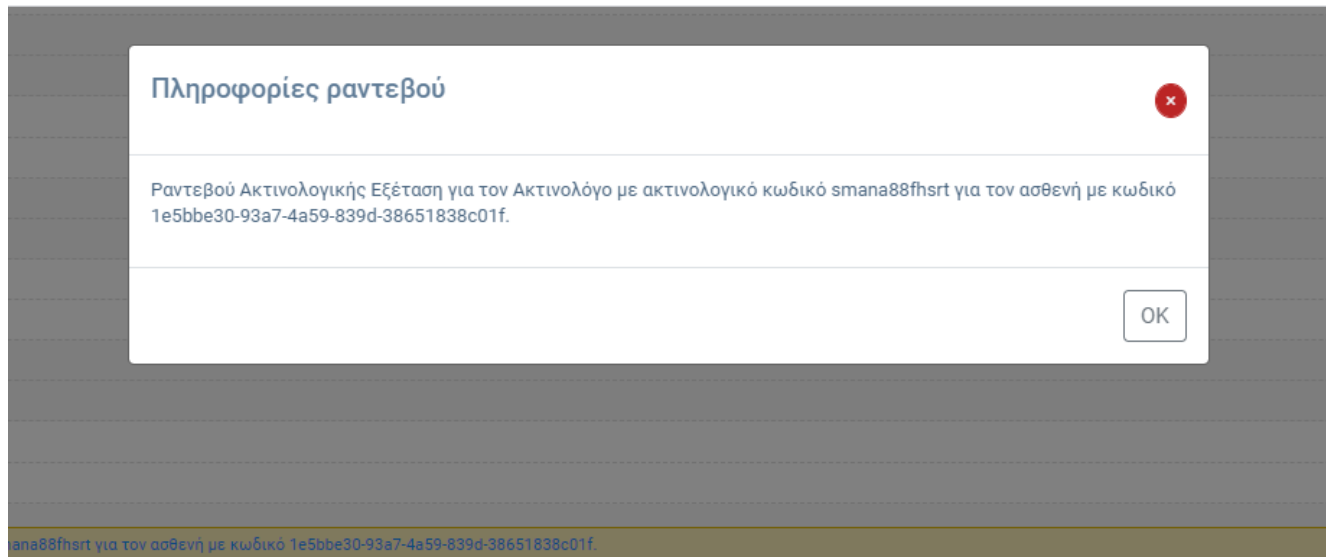 Πληροφορίες ραντεβού
Ραντεβού Ακτινολογικής Εξέταση για τον Ακτινολόγο με ακτινολογικό κωδικό smana88fhsrt για τον ασθενή με κωδικό
1e5bbe30-93a7-4a59-839d-38651838c01f.
OK
mana88fhsrt για τον ασθενή με κωδικό 1e5bbe30-93a7-4a59-839d-38651838c01f.